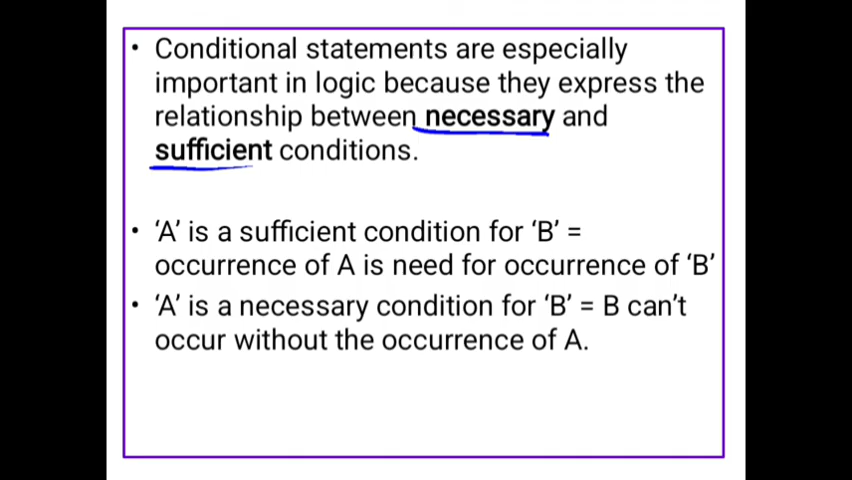 • Conditional statements are especially
important in logic because they express the
relationship between necessary and
sufficient conditions.
• ‘A’ is a sufficient condition for ‘B’ =
occurrence of A is need for occurrence of ‘B’
• ‘A’ is a necessary condition for ‘B’ = B can’t
occur without the occurrence of A.